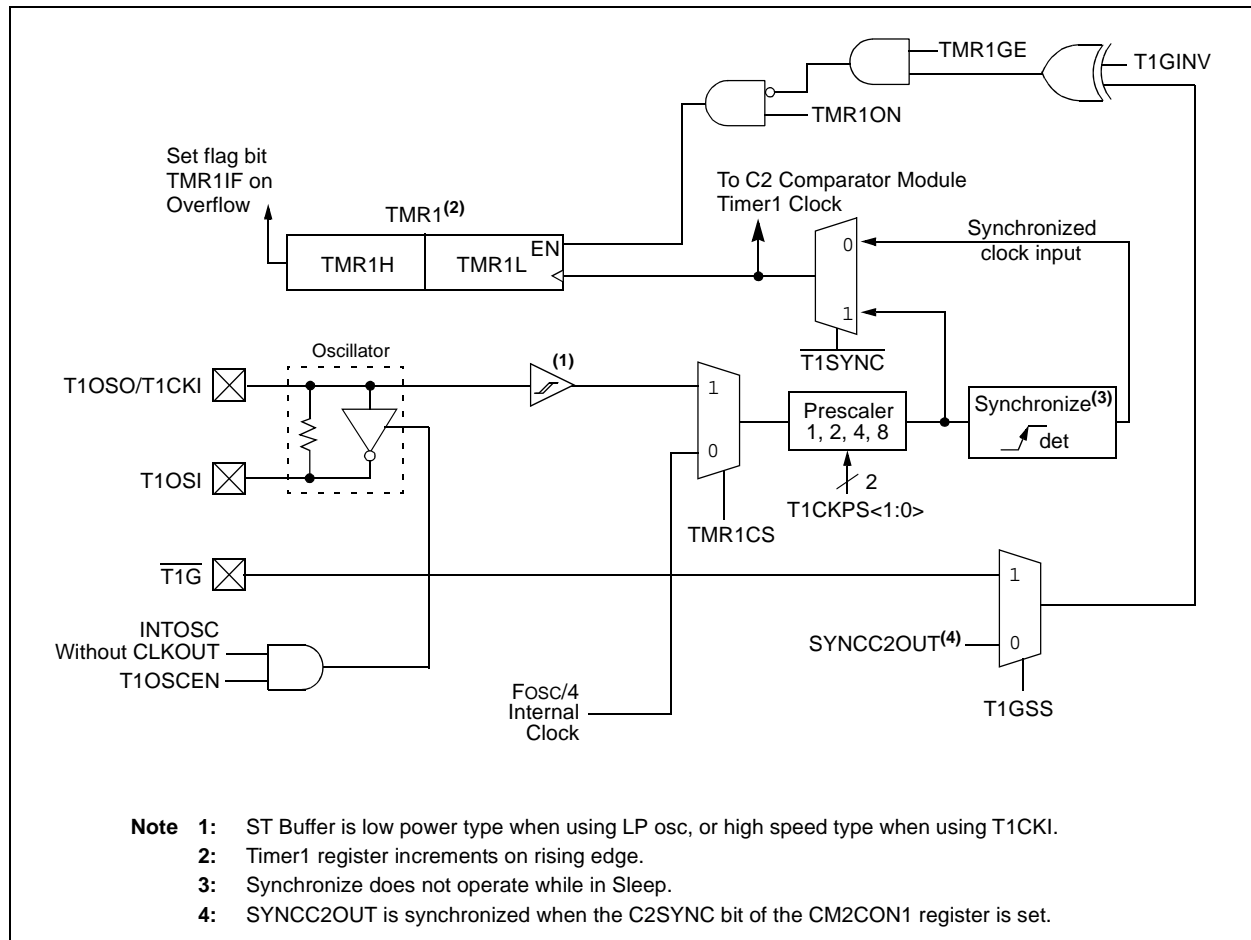 TMR1GE
T1GINV
TMR1ON
Set flag bit
TMR1IF on
Overflow
To C2 Comparator Module
Timer1 Clock
TMR1(2)
EN
TMR1H
TMR1L
0
Synchronized
clock input
1
T1SYNC
Oscillator
(1)
T1OSO/T1CKI
1
Prescaler
1, 2, 4, 8
Synchronize(3)
det
0
T1OSI
2
T1CKPS<1:0>
TMR1CS
T1G
1
INTOSC
Without CLKOUT
T1OSCEN
SYNCC2OUT(4)
0
FOSC/4
Internal
Clock
T1GSS
Note 1: ST Buffer is low power type when using LP osc, or high speed type when using T1CKI.
2: Timer1 register increments on rising edge.
3: Synchronize does not operate while in Sleep.
4: SYNCC2OUT is synchronized when the C2SYNC bit of the CM2CON1 register is set.